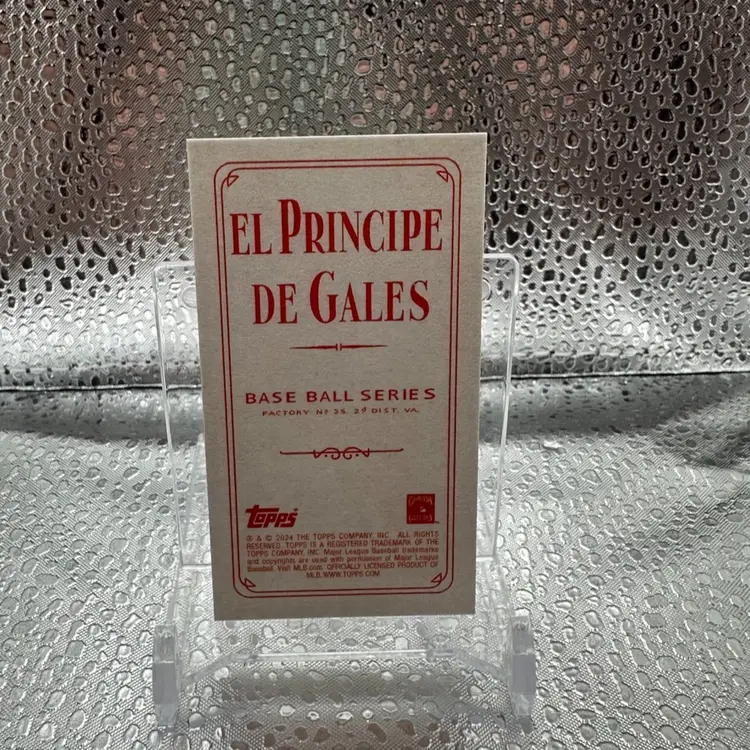 EL PRINCIPE
DE GALES
BASE BALL SERIES
FACTORY Nº 25. 2ᵈ DIST. VA.
topps
® & © 2024 THE TOPPS COMPANY, INC. ALL RIGHTS
RESERVED. TOPPS IS A REGISTERED TRADEMARK OF THE
TOPPS COMPANY, INC. Major League Baseball trademarks
and copyrights are used with permission of Major League
Baseball. Visit MLB.com. OFFICIALLY LICENSED PRODUCT OF
MLB. WWW.TOPPS.COM